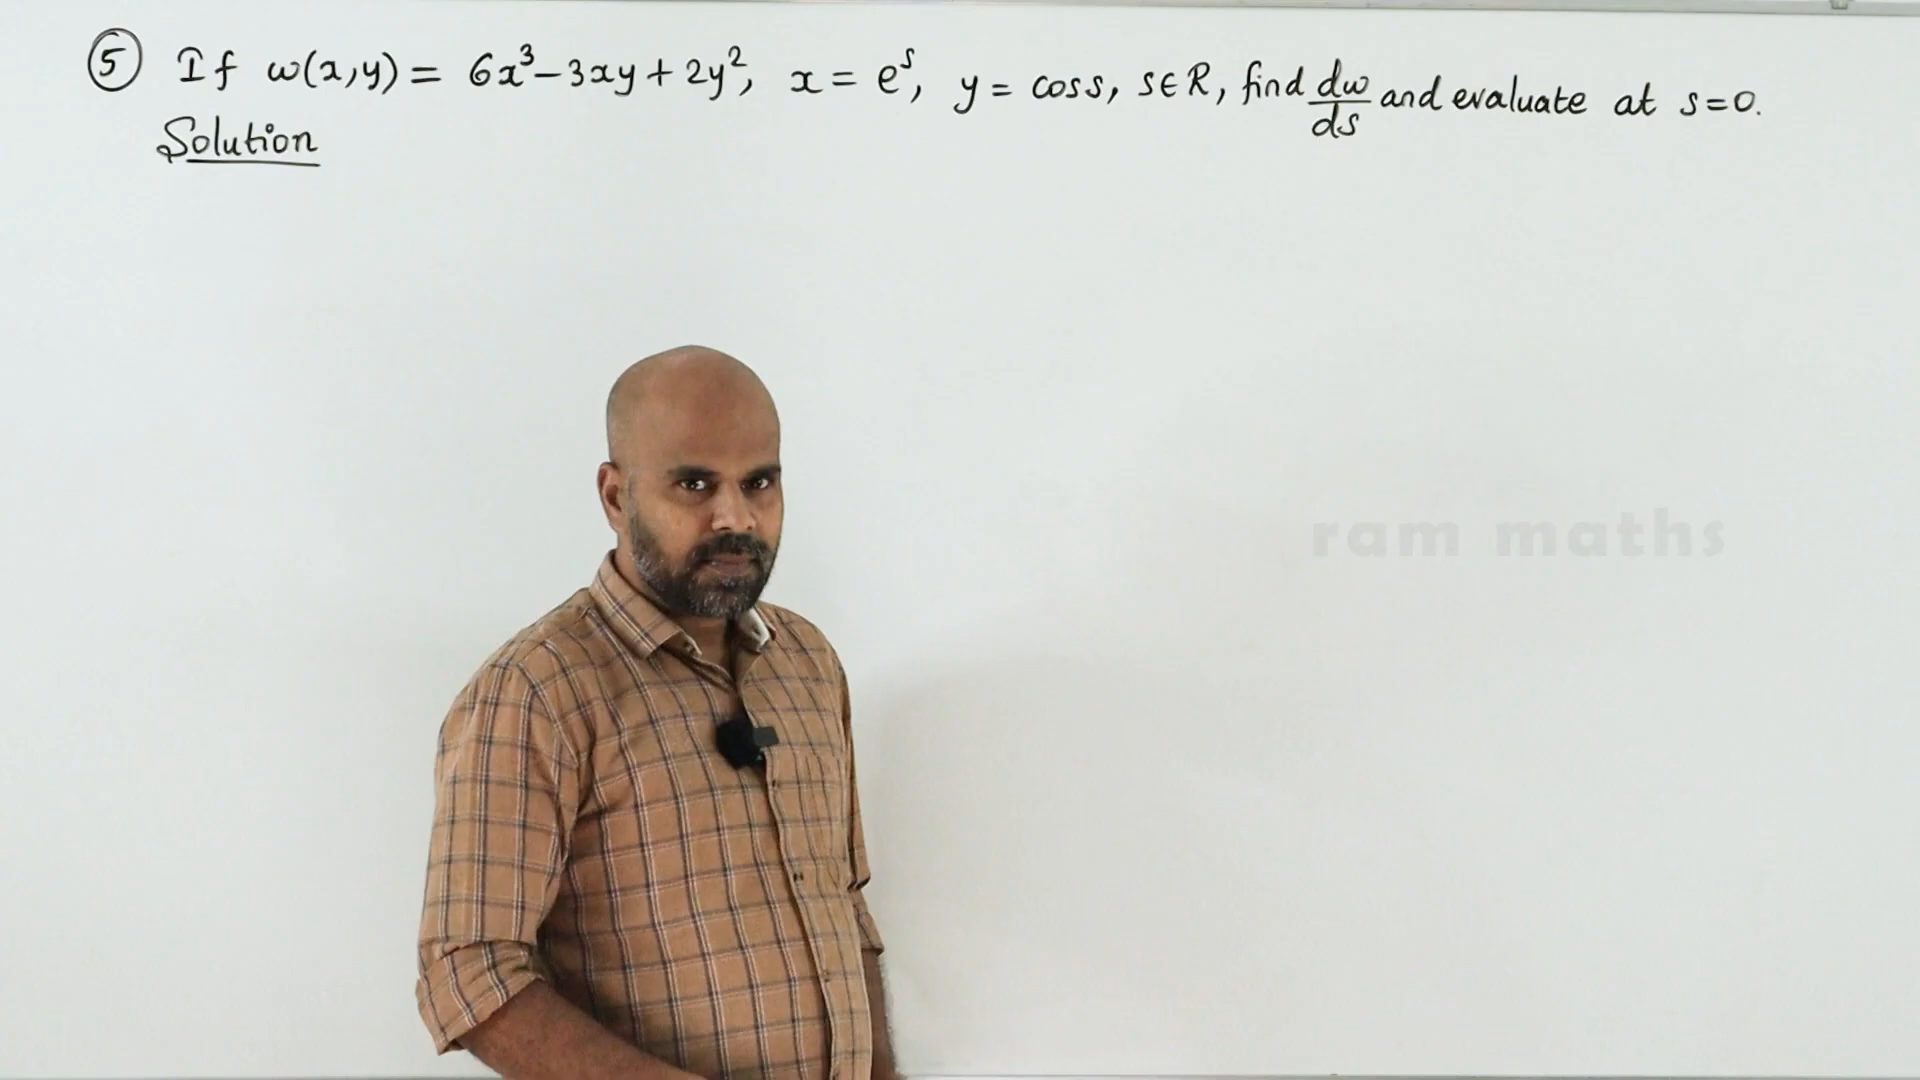 ⑤ If w(x,y) = 6x³-3xy+2y², x = eˢ, y = cos s, s∈R, find dw/ds and evaluate at s=0.
Solution
ram maths